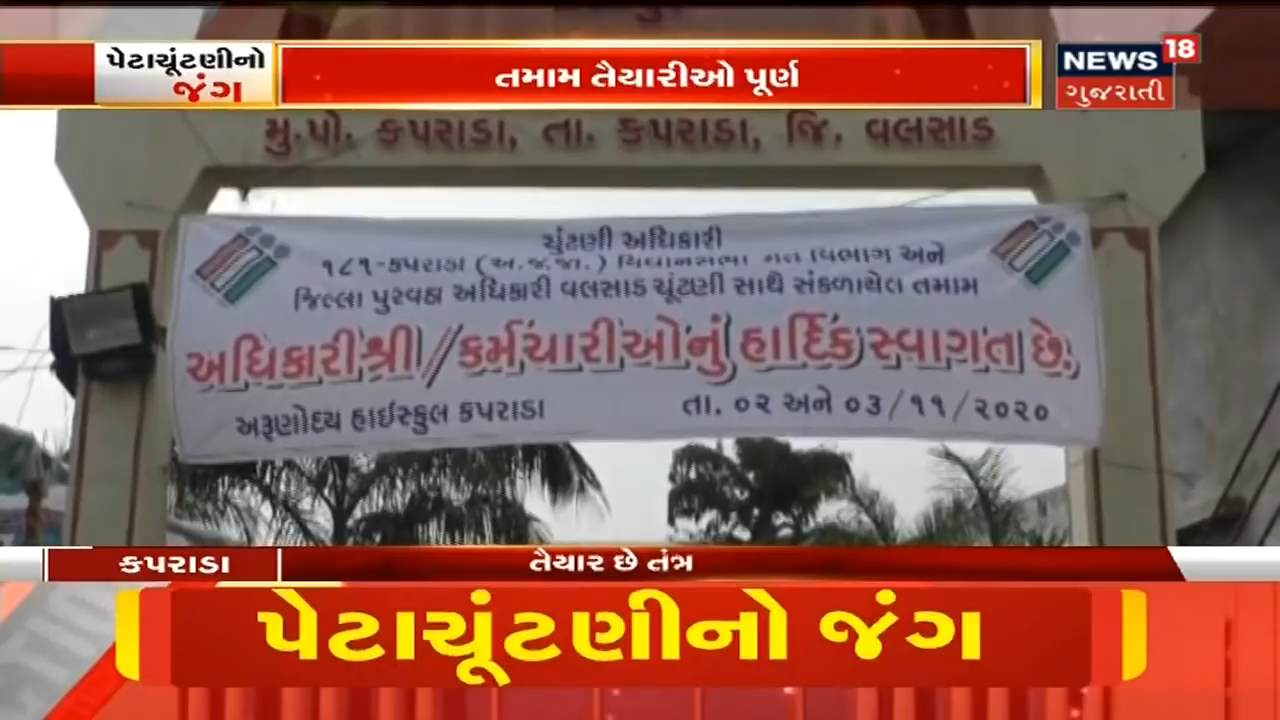 પેટાચૂંટણીનો
જંગ
તમામ તૈયારીઓ પૂર્ણ
NEWS 18
ગુજરાતી
મુ.પો. કપરાડા, તા. કપરાડા, જિ. વલસાડ
ચુંટણી અધિકારી
૧૮૧-કપરાડા (અ.જ.જા.) વિધાનસભા મત વિભાગ અને
જિલ્લા પુરવઠા અધિકારી વલસાડ ચૂંટણી સાથે સંકળાયેલ તમામ
અધિકારીશ્રી/કર્મચારીઓનું હાર્દિક સ્વાગત છે.
અરૂણોદય હાઈસ્કુલ કપરાડા
તા. ૦૨ અને ૦૩/૧૧/૨૦૨૦
કપરાડા
તૈયાર છે તંત્ર
પેટાચૂંટણીનો જંગ